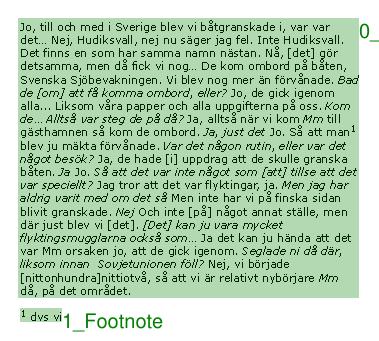 Jo, till och med i Sverige blev vi båtgranskade i, var var
det... Nej, Hudiksvall, nej nu säger jag fel. Inte Hudiksvall.
Det finns en som har samma namn nästan. Nå, [det] gör
detsamma, men då fick vi nog... De kom ombord på båten,
Svenska Sjöbevakningen. Vi blev nog mer än förvånade. Bad
de [om] att få komma ombord, eller? Jo, de gick igenom
alla... Liksom våra papper och alla uppgifterna på oss. Kom
de... Alltså var steg de på då? Ja, alltså när vi kom Mm till
gästhamnen så kom de ombord. Ja, just det Jo. Så att man¹
blev ju mäkta förvånade. Var det någon rutin, eller var det
något besök? Ja, de hade [i] uppdrag att de skulle granska
båten. Ja Jo. Så att det var inte något som [att] tillse att det
var speciellt? Jag tror att det var flyktingar, ja. Men jag har
aldrig varit med om det så Men inte har vi på finska sidan
blivit granskade. Nej Och inte [på] något annat ställe, men
där just blev vi [det]. [Det] kan ju vara mycket
flyktingsmugglarna också som... Ja det kan ju hända att det
var Mm orsaken jo, att de gick igenom. Seglade ni då där,
liksom innan Sovjetunionen föll? Nej, vi började
[nittonhundra]nittiotvå, så att vi är relativt nybörjare Mm
då, på det området.
¹ dvs vi
0_
1_Footnote